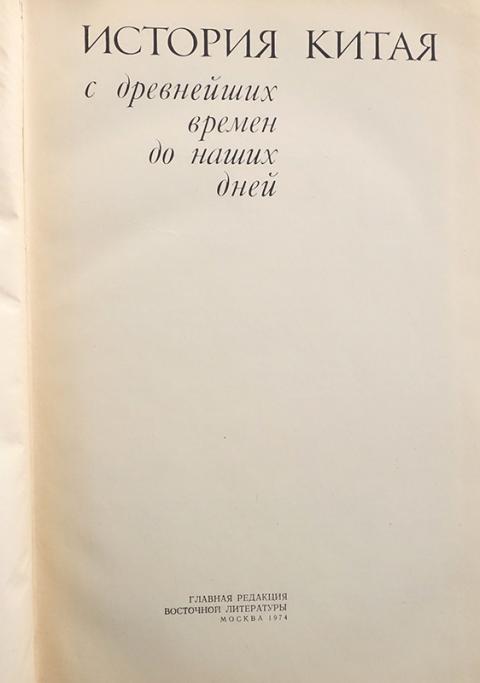 ИСТОРИЯ КИТАЯ
с древнейших
времен
до наших
дней
ГЛАВНАЯ РЕДАКЦИЯ
ВОСТОЧНОЙ ЛИТЕРАТУРЫ
МОСКВА 1974